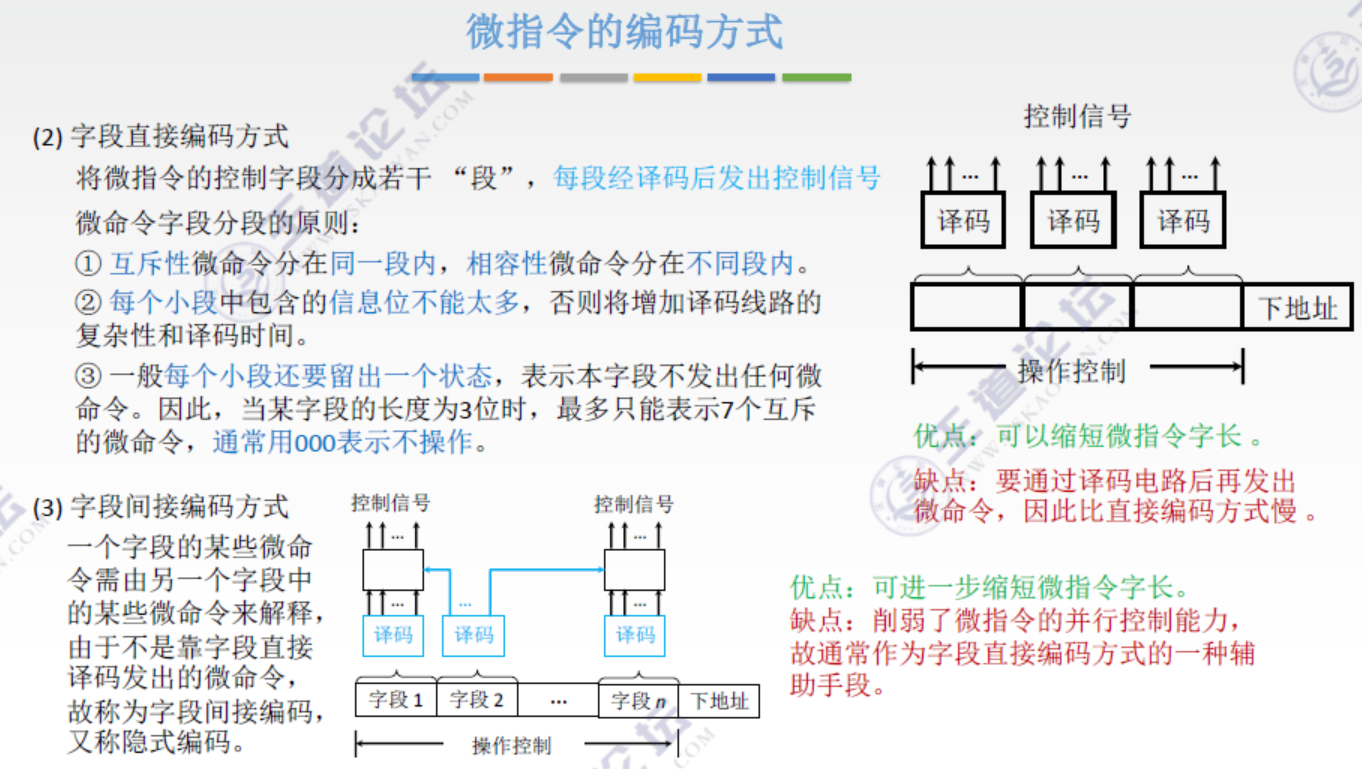 微指令的编码方式
(2) 字段直接编码方式
将微指令的控制字段分成若干 “段”，每段经译码后发出控制信号
微命令字段分段的原则：
① 互斥性微命令分在同一段内，相容性微命令分在不同段内。
② 每个小段中包含的信息位不能太多，否则将增加译码线路的
复杂性和译码时间。
③ 一般每个小段还要留出一个状态，表示本字段不发出任何微
命令。因此，当某字段的长度为3位时，最多只能表示7个互斥
的微命令，通常用000表示不操作。
控制信号
... ... ...
译码 译码 译码
下地址
操作控制
优点：可以缩短微指令字长 。
缺点：要通过译码电路后再发出
微命令，因此比直接编码方式慢 。
(3) 字段间接编码方式
一个字段的某些微命
令需由另一个字段中
的某些微命令来解释，
由于不是靠字段直接
译码发出的微命令，
故称为字段间接编码，
又称隐式编码。
控制信号 控制信号
... ...
... ... ...
译码 译码 译码
字段 1 字段 2 ... 字段 n 下地址
操作控制
优点：可进一步缩短微指令字长。
缺点：削弱了微指令的并行控制能力，
故通常作为字段直接编码方式的一种辅
助手段。
王道论坛
WWW.CSKAOYAN.COM